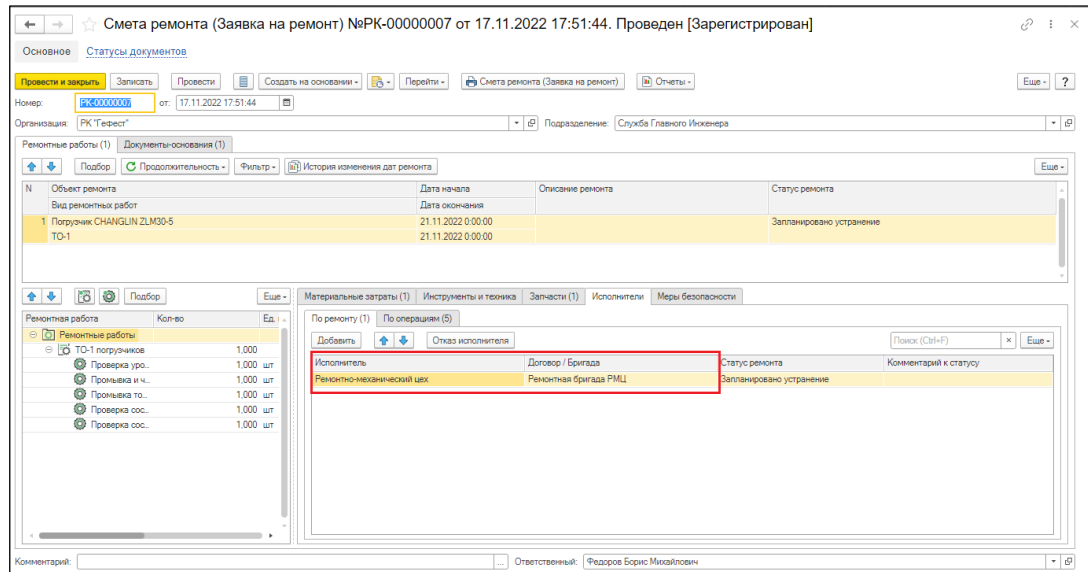 Смета ремонта (Заявка на ремонт) №РК-00000007 от 17.11.2022 17:51:44. Проведен [Зарегистрирован]
Основное Статусы документов
Провести и закрыть Записать Провести Создать на основании Перейти Смета ремонта (Заявка на ремонт) Отчеты Еще ?
Номер: РК-00000007 от: 17.11.2022 17:51:44
Организация: РК "Гефест" Подразделение: Служба Главного Инженера
Ремонтные работы (1) Документы-основания (1)
Подбор Продолжительность Фильтр История изменения дат ремонта Еще
N Объект ремонта Дата начала Описание ремонта Статус ремонта
Вид ремонтных работ Дата окончания
1 Погрузчик CHANGLIN ZLM30-5 21.11.2022 0:00:00 Запланировано устранение
ТО-1 21.11.2022 0:00:00
Подбор Еще Материальные затраты (1) Инструменты и техника Запчасти (1) Исполнители Меры безопасности
Ремонтная работа Кол-во Ед. По ремонту (1) По операциям (5)
Ремонтные работы
Добавить Отказ исполнителя Поиск (Ctrl+F) × Еще
ТО-1 погрузчиков 1,000
Исполнитель Договор / Бригада Статус ремонта Комментарий к статусу
Проверка уро... 1,000 шт
Ремонтно-механический цех Ремонтная бригада РМЦ Запланировано устранение
Промывка и ч... 1,000 шт
Промывка то... 1,000 шт
Проверка сос... 1,000 шт
Проверка сос... 1,000 шт
Комментарий: ... Ответственный: Федоров Борис Михайлович